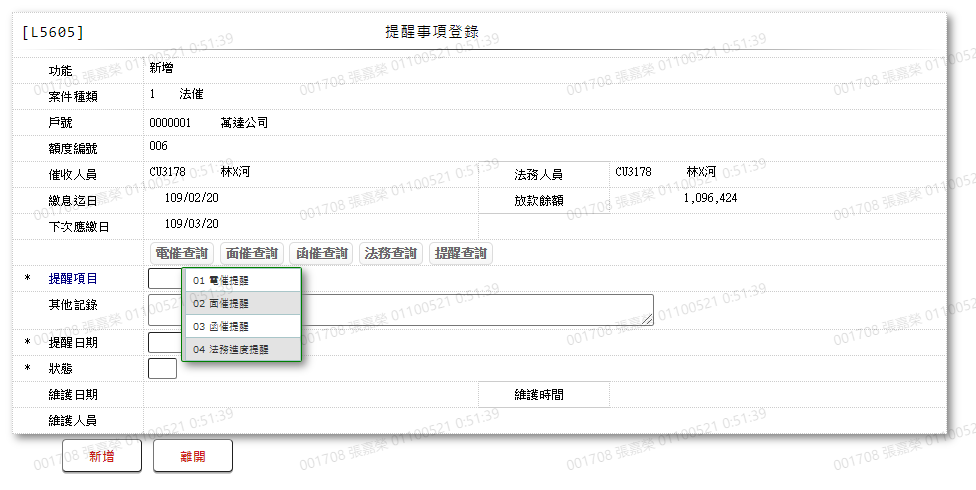 [L5605] 提醒事項登錄
功能 新增
案件種類 1 法催
戶號 0000001 萬達公司
額度編號 006
催收人員 CU3178 林X河 法務人員 CU3178 林X河
繳息迄日 109/02/20 放款餘額 1,096,424
下次應繳日 109/03/20
電催查詢 面催查詢 函催查詢 法務查詢 提醒查詢
* 提醒項目
01 電催提醒
02 面催提醒
03 函催提醒
04 法務進度提醒
其他記錄
* 提醒日期
* 狀態
維護日期 維護時間
維護人員
新增 離開
001708 張嘉榮 01100521 0:51:39